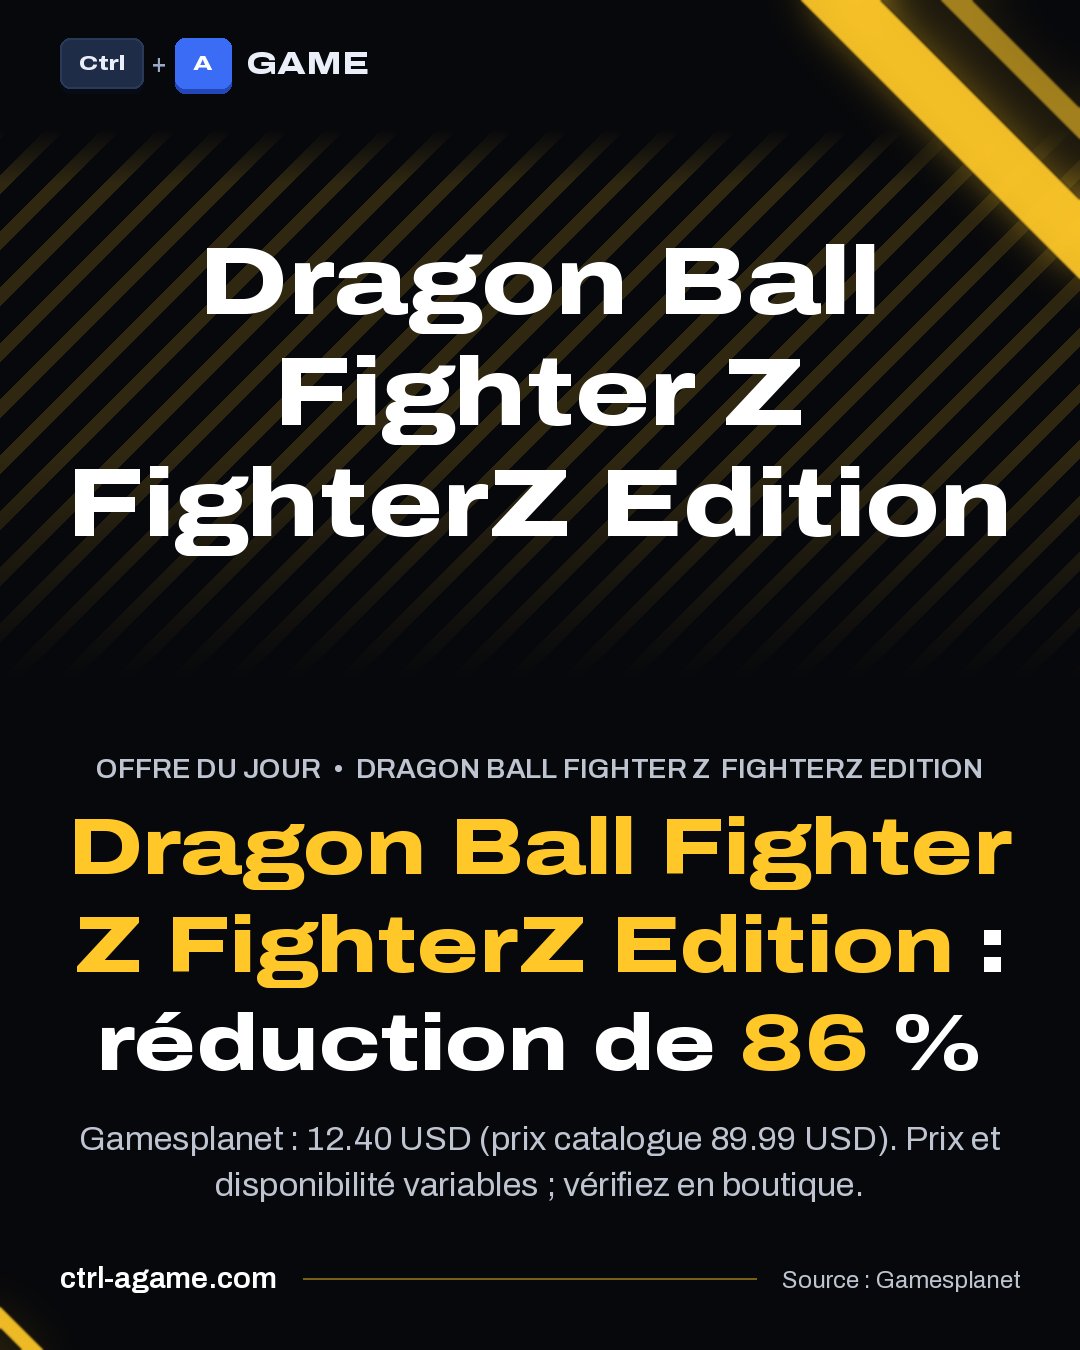 Ctrl + A GAME
Dragon Ball
Fighter Z
FighterZ Edition
OFFRE DU JOUR • DRAGON BALL FIGHTER Z FIGHTERZ EDITION
Dragon Ball Fighter
Z FighterZ Edition :
réduction de 86 %
Gamesplanet : 12.40 USD (prix catalogue 89.99 USD). Prix et
disponibilité variables ; vérifiez en boutique.
ctrl-agame.com
Source : Gamesplanet